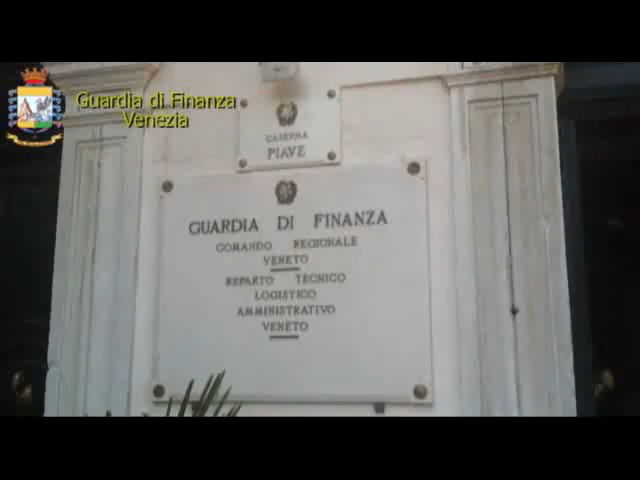 Guardia di Finanza
Venezia
CASERMA
PIAVE
GUARDIA DI FINANZA
COMANDO REGIONALE
VENETO
REPARTO TECNICO
LOGISTICO
AMMINISTRATIVO
VENETO